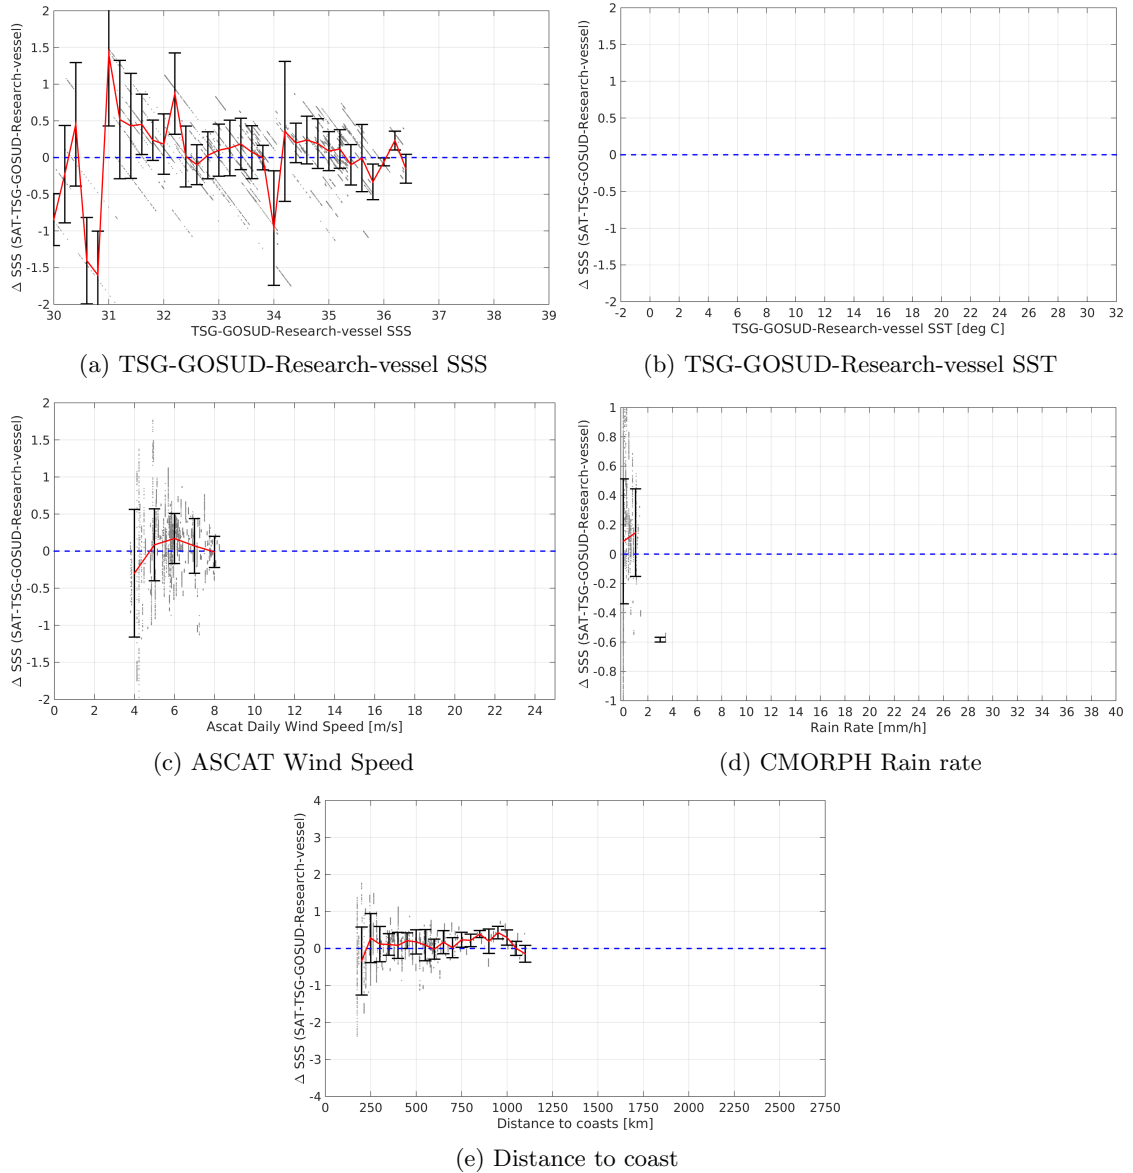 2
1.5
1
0.5
0
-0.5
-1
-1.5
-2
Δ SSS (SAT-TSG-GOSUD-Research-vessel)
30 31 32 33 34 35 36 37 38 39
TSG-GOSUD-Research-vessel SSS
(a) TSG-GOSUD-Research-vessel SSS
2
1.5
1
0.5
0
-0.5
-1
-1.5
-2
Δ SSS (SAT-TSG-GOSUD-Research-vessel)
-2 0 2 4 6 8 10 12 14 16 18 20 22 24 26 28 30 32
TSG-GOSUD-Research-vessel SST [deg C]
(b) TSG-GOSUD-Research-vessel SST
2
1.5
1
0.5
0
-0.5
-1
-1.5
-2
Δ SSS (SAT-TSG-GOSUD-Research-vessel)
0 2 4 6 8 10 12 14 16 18 20 22 24
Ascat Daily Wind Speed [m/s]
(c) ASCAT Wind Speed
1
0.8
0.6
0.4
0.2
0
-0.2
-0.4
-0.6
-0.8
-1
Δ SSS (SAT-TSG-GOSUD-Research-vessel)
0 2 4 6 8 10 12 14 16 18 20 22 24 26 28 30 32 34 36 38 40
Rain Rate [mm/h]
(d) CMORPH Rain rate
4
3
2
1
0
-1
-2
-3
-4
Δ SSS (SAT-TSG-GOSUD-Research-vessel)
0 250 500 750 1000 1250 1500 1750 2000 2250 2500 2750
Distance to coasts [km]
(e) Distance to coast